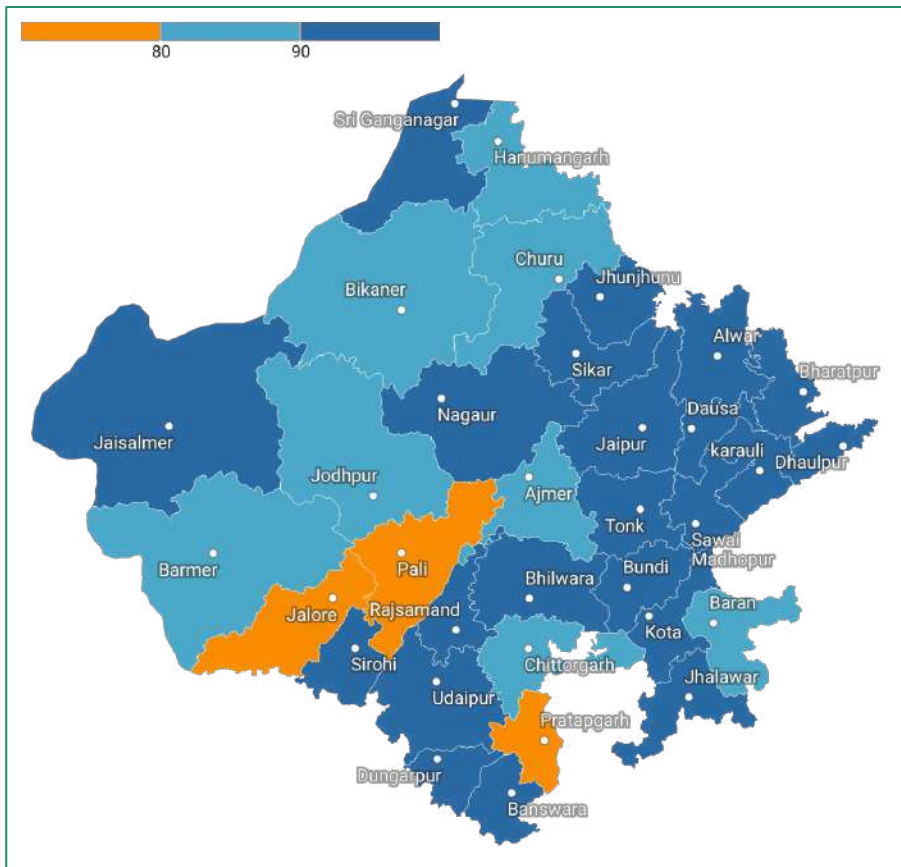 80 90
Sri Ganganagar
Hanumangarh
Churu
Jhunjhunu
Bikaner
Alwar
Sikar
Bharatpur
Nagaur
Dausa
Jaisalmer
Jaipur
karauli
Dhaulpur
Jodhpur
Ajmer
Tonk
Sawai
Madhopur
Barmer
Pali
Bhilwara
Bundi
Baran
Jalore
Rajsamand
Kota
Sirohi
Chittorgarh
Jhalawar
Udaipur
Pratapgarh
Dungarpur
Banswara